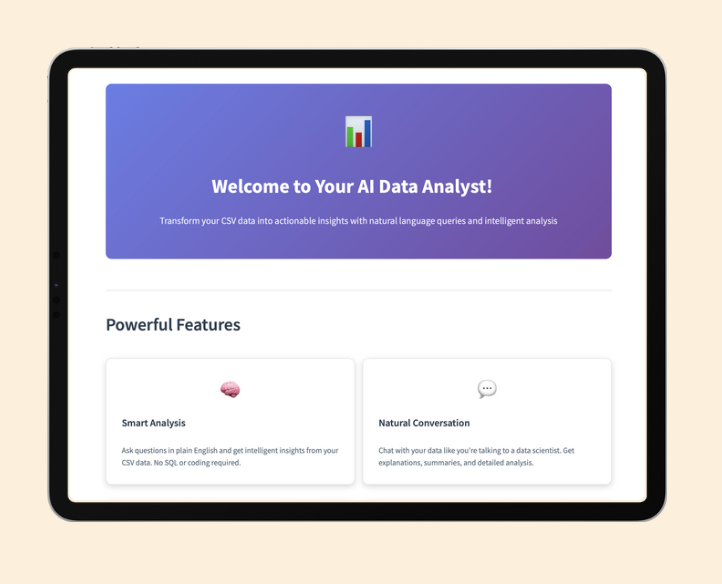 Welcome to Your AI Data Analyst!
Transform your CSV data into actionable insights with natural language queries and intelligent analysis
Powerful Features
Smart Analysis
Ask questions in plain English and get intelligent insights from your
CSV data. No SQL or coding required.
Natural Conversation
Chat with your data like you're talking to a data scientist. Get
explanations, summaries, and detailed analysis.